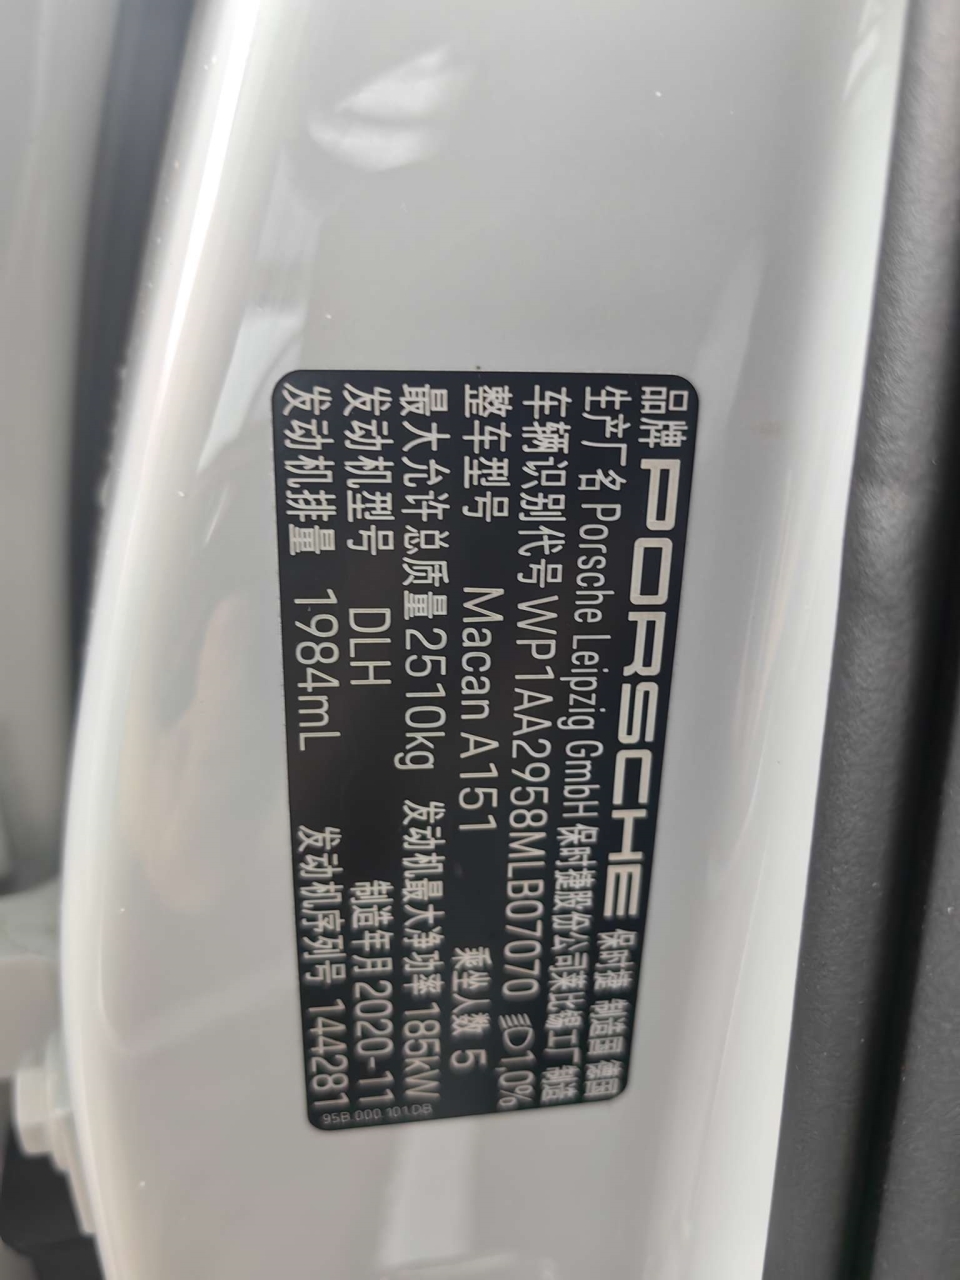 品牌 PORSCHE 保时捷 制造国 德国
生产厂名 Porsche Leipzig GmbH 保时捷股份公司莱比锡工厂制造
车辆识别代号 WP1AA2958MLB07070 1,0%
整车型号 Macan A151 乘坐人数 5
最大允许总质量 2510kg 发动机最大净功率 185kW
发动机型号 DLH 制造年月 2020-11
发动机排量 1984mL 发动机序列号 144281
95B.000.101.DB